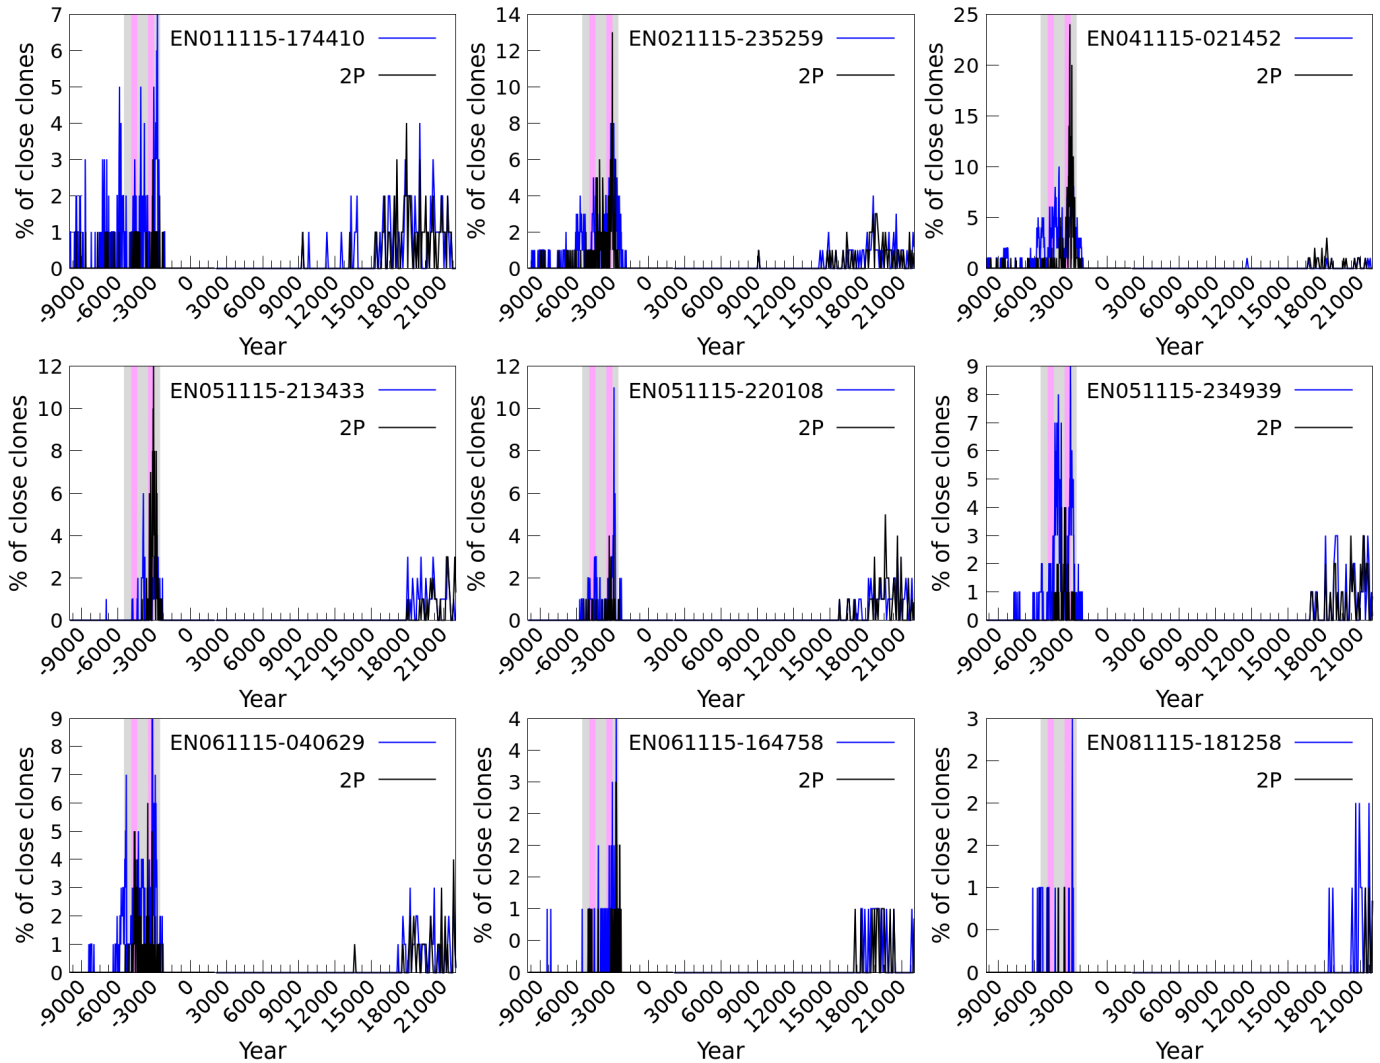 % of close clones
7
6
5
4
3
2
1
0
EN011115-174410
2P
-9000 -6000 -3000 0 3000 6000 9000 12000 15000 18000 21000
Year
% of close clones
14
12
10
8
6
4
2
0
EN021115-235259
2P
-9000 -6000 -3000 0 3000 6000 9000 12000 15000 18000 21000
Year
% of close clones
25
20
15
10
5
0
EN041115-021452
2P
-9000 -6000 -3000 0 3000 6000 9000 12000 15000 18000 21000
Year
% of close clones
12
10
8
6
4
2
0
EN051115-213433
2P
-9000 -6000 -3000 0 3000 6000 9000 12000 15000 18000 21000
Year
% of close clones
12
10
8
6
4
2
0
EN051115-220108
2P
-9000 -6000 -3000 0 3000 6000 9000 12000 15000 18000 21000
Year
% of close clones
9
8
7
6
5
4
3
2
1
0
EN051115-234939
2P
-9000 -6000 -3000 0 3000 6000 9000 12000 15000 18000 21000
Year
% of close clones
9
8
7
6
5
4
3
2
1
0
EN061115-040629
2P
-9000 -6000 -3000 0 3000 6000 9000 12000 15000 18000 21000
Year
% of close clones
4
4
3
2
2
2
1
0
0
EN061115-164758
2P
-9000 -6000 -3000 0 3000 6000 9000 12000 15000 18000 21000
Year
% of close clones
3
2
2
1
1
0
0
EN081115-181258
2P
-9000 -6000 -3000 0 3000 6000 9000 12000 15000 18000 21000
Year